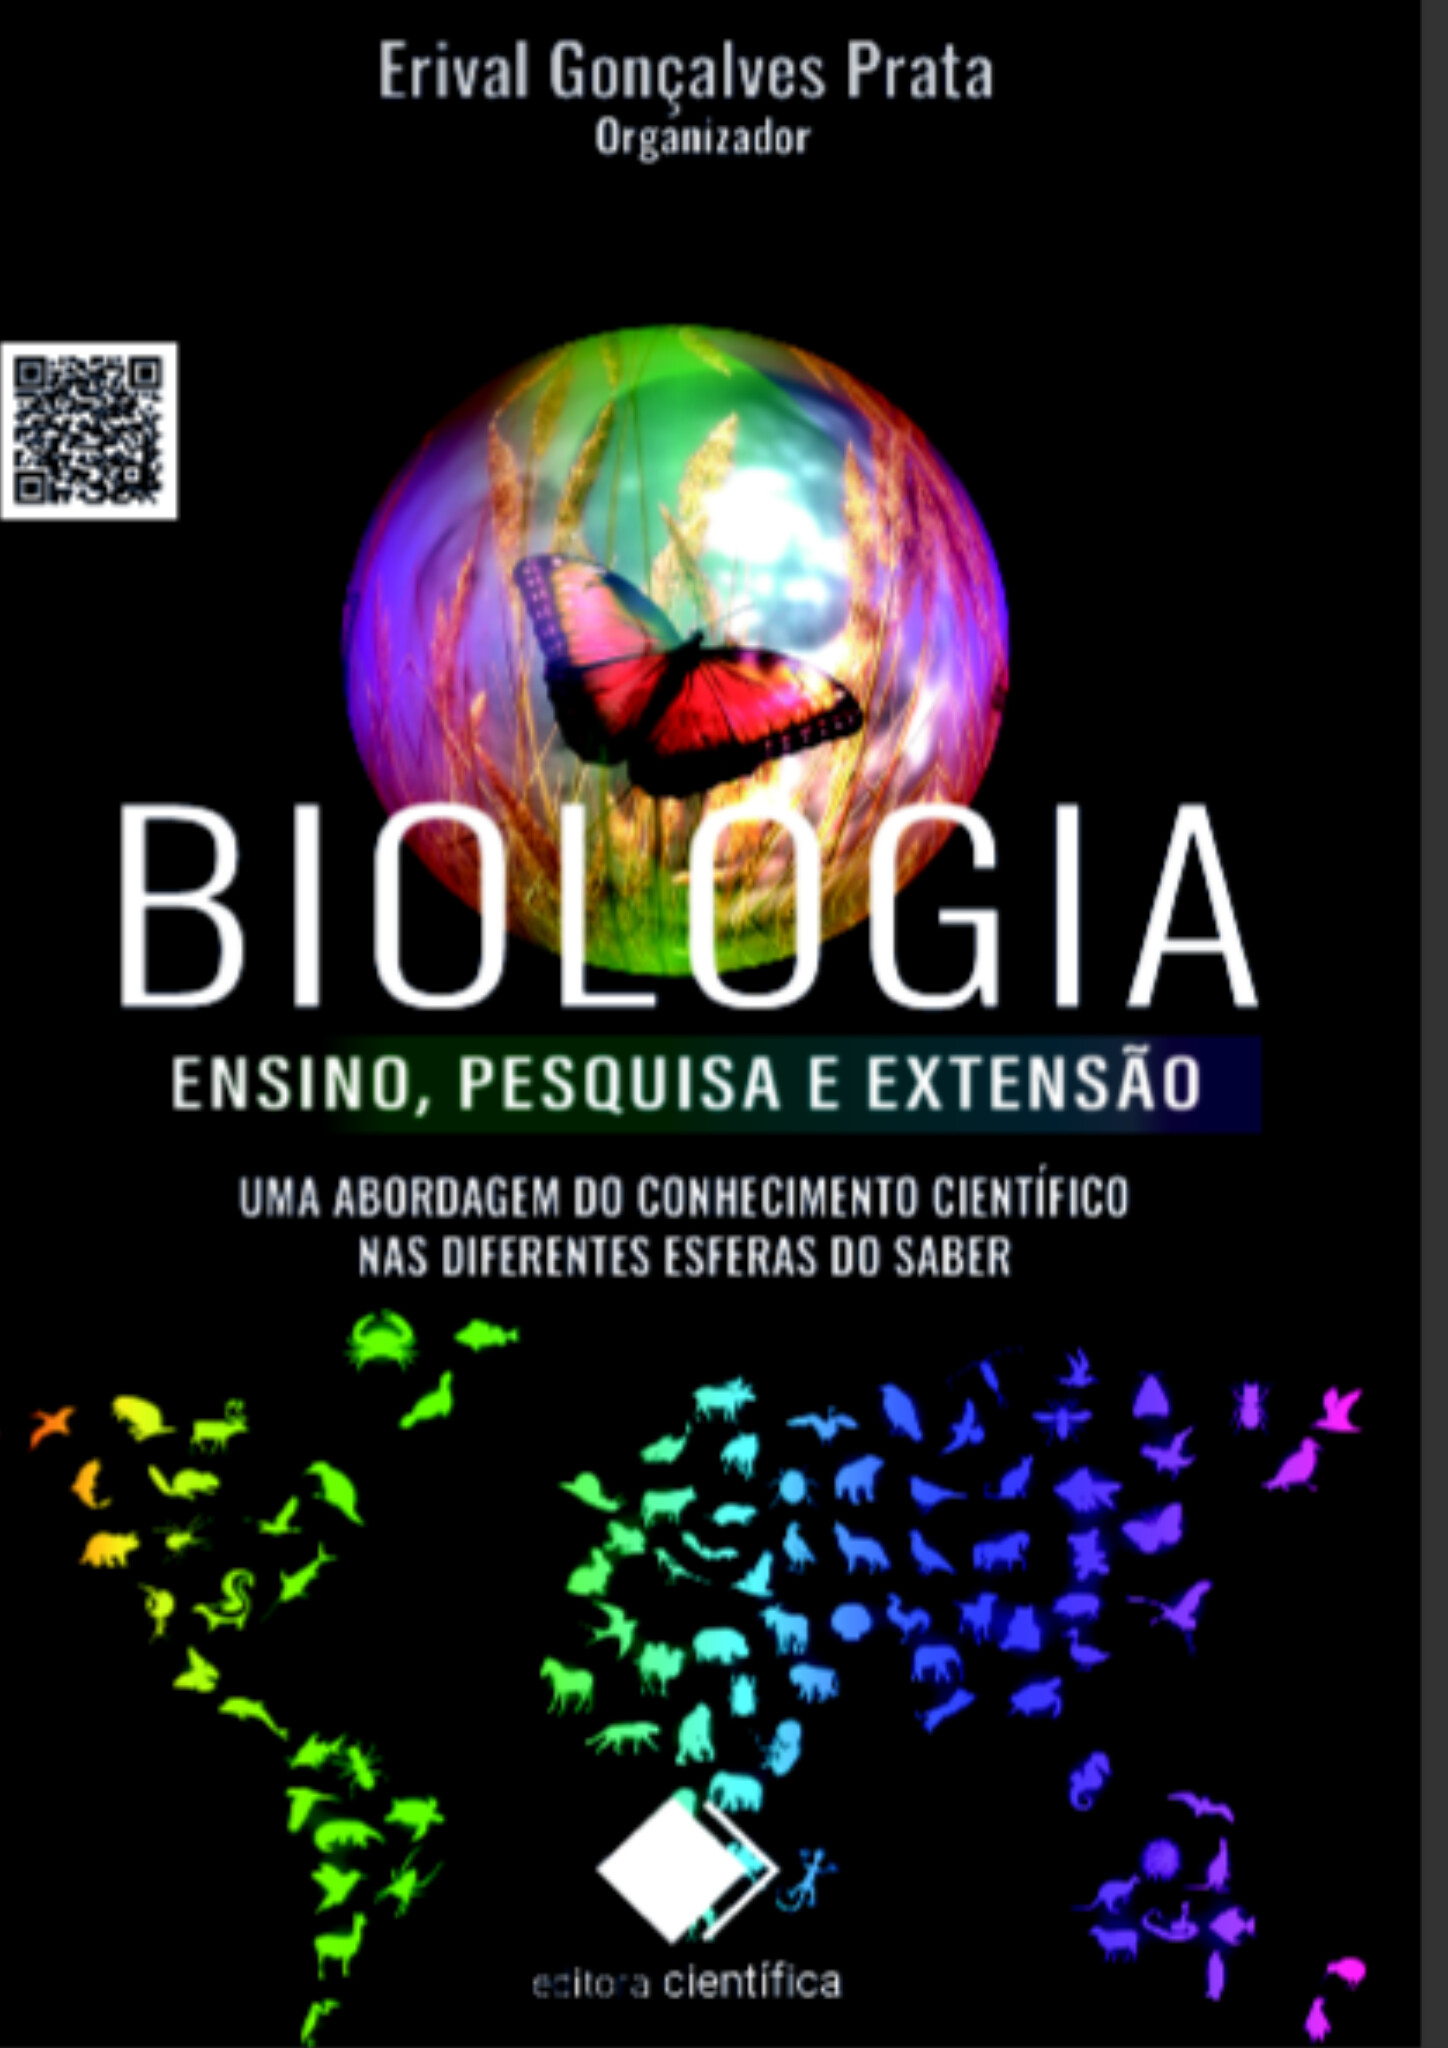 Erival Gonçalves Prata
Organizador
BIOLOGIA
ENSINO, PESQUISA E EXTENSÃO
UMA ABORDAGEM DO CONHECIMENTO CIENTÍFICO
NAS DIFERENTES ESFERAS DO SABER
editora científica